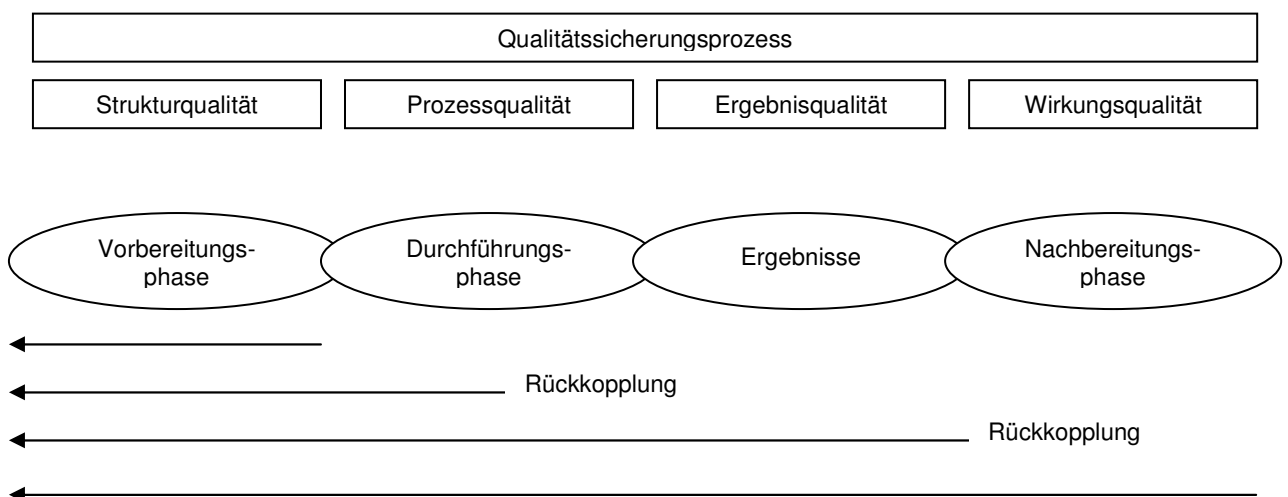 Qualitätssicherungsprozess
Strukturqualität
Prozessqualität
Ergebnisqualität
Wirkungsqualität
Vorbereitungs-
phase
Durchführungs-
phase
Ergebnisse
Nachbereitungs-
phase
Rückkopplung
Rückkopplung